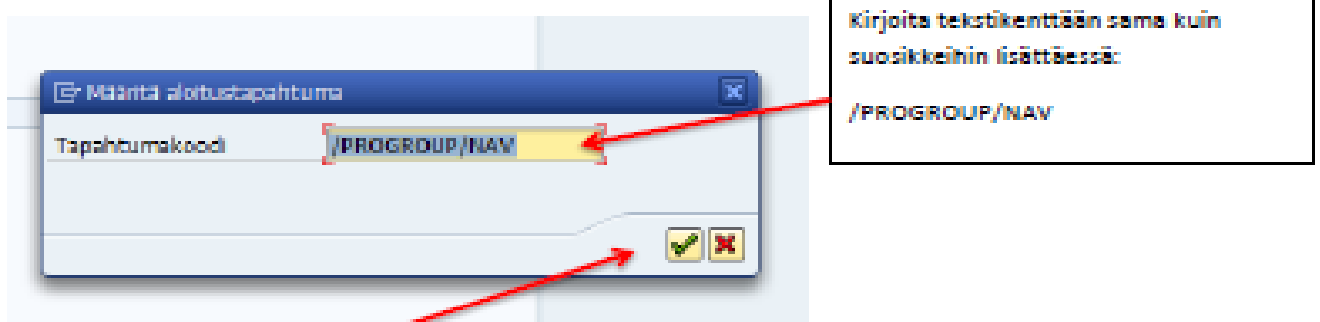 Kirjoita tekstikenttään sama kuin
suosikkeihin lisättäessä:
/PROGROUP/NAV
Määritä aloitustapahtuma
Tapahtumakoodi /PROGROUP/NAV